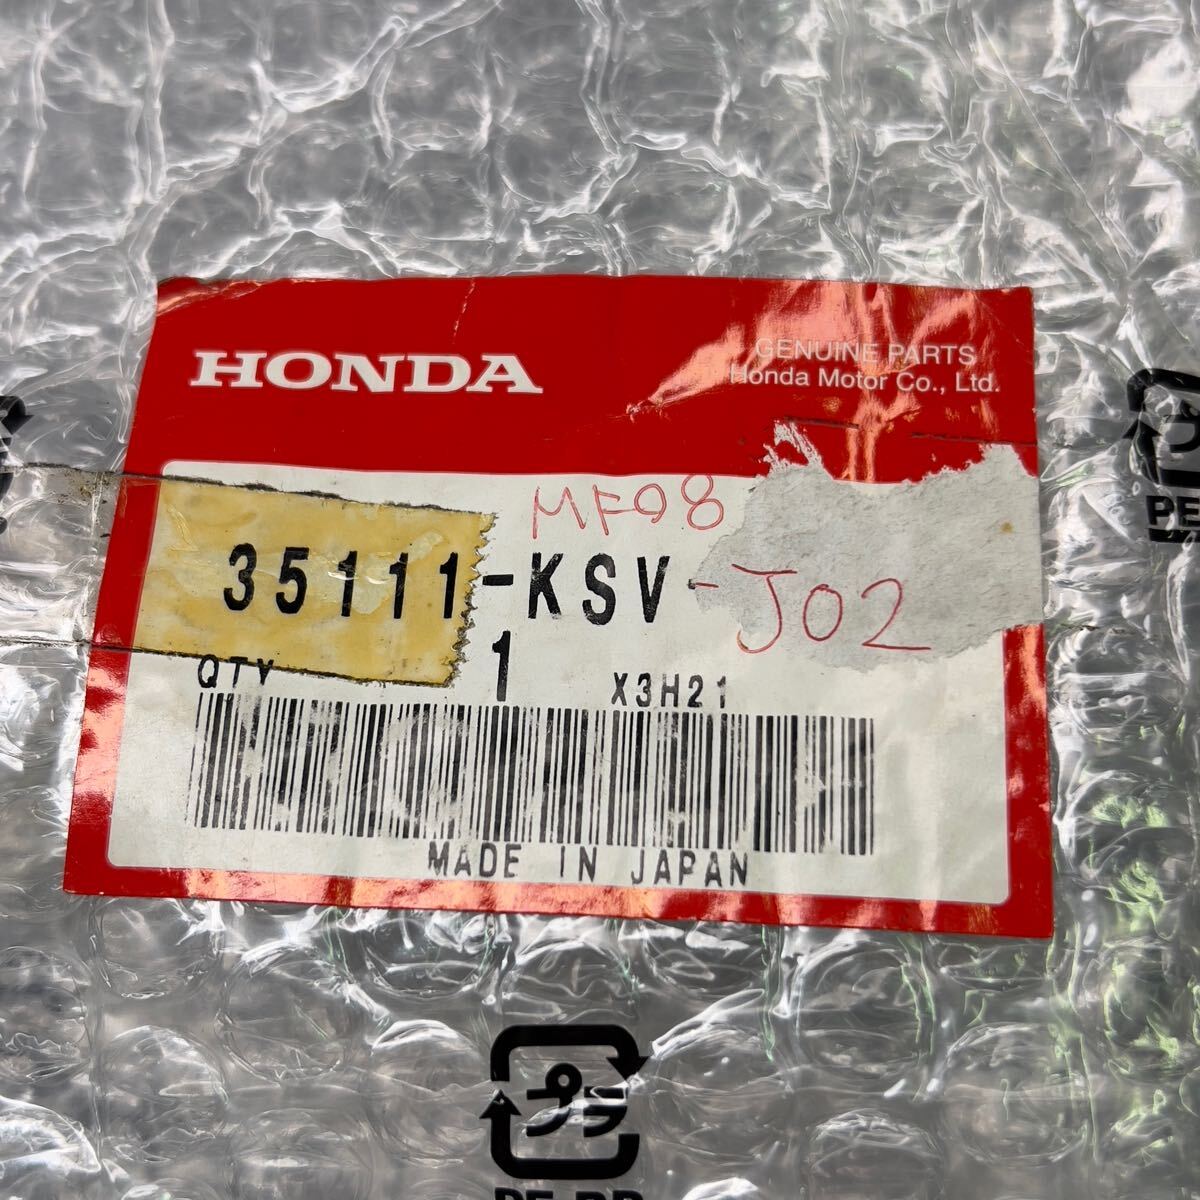 HONDA
GENUINE PARTS
Honda Motor Co., Ltd.
MF08
35111-KSV-J02
QTY 1 X3H21
MADE IN JAPAN
プラ
PE